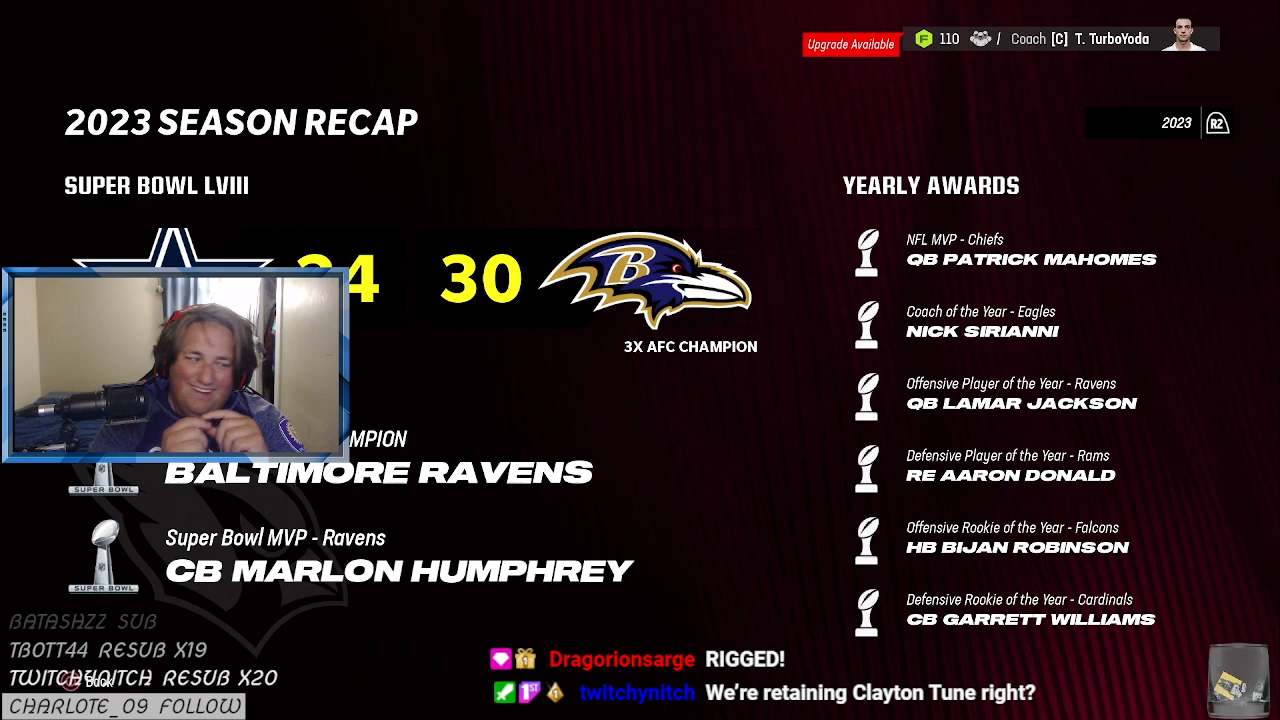 Upgrade Available
110 / Coach [C] T. TurboYoda
2023 SEASON RECAP
2023 R2
SUPER BOWL LVIII
YEARLY AWARDS
30
B
3X AFC CHAMPION
MPION
BALTIMORE RAVENS
SUPER BOWL
Super Bowl MVP - Ravens
CB MARLON HUMPHREY
SUPER BOWL
NFL MVP - Chiefs
QB PATRICK MAHOMES
Coach of the Year - Eagles
NICK SIRIANNI
Offensive Player of the Year - Ravens
QB LAMAR JACKSON
Defensive Player of the Year - Rams
RE AARON DONALD
Offensive Rookie of the Year - Falcons
HB BIJAN ROBINSON
Defensive Rookie of the Year - Cardinals
CB GARRETT WILLIAMS
BATASHZZ SUB
TBOTT44 RESUB X19
TWITCHYNITCH RESUB X20
Back
CHARLOTE_09 FOLLOW
Dragorionsarge RIGGED!
1ST twitchynitch We're retaining Clayton Tune right?